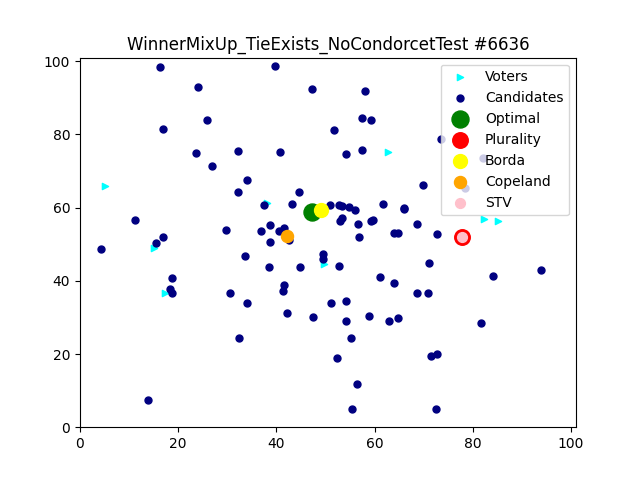 WinnerMixUp_TieExists_NoCondorcetTest #6636
100
80
60
40
20
0
0 20 40 60 80 100
Voters
Candidates
Optimal
Plurality
Borda
Copeland
STV